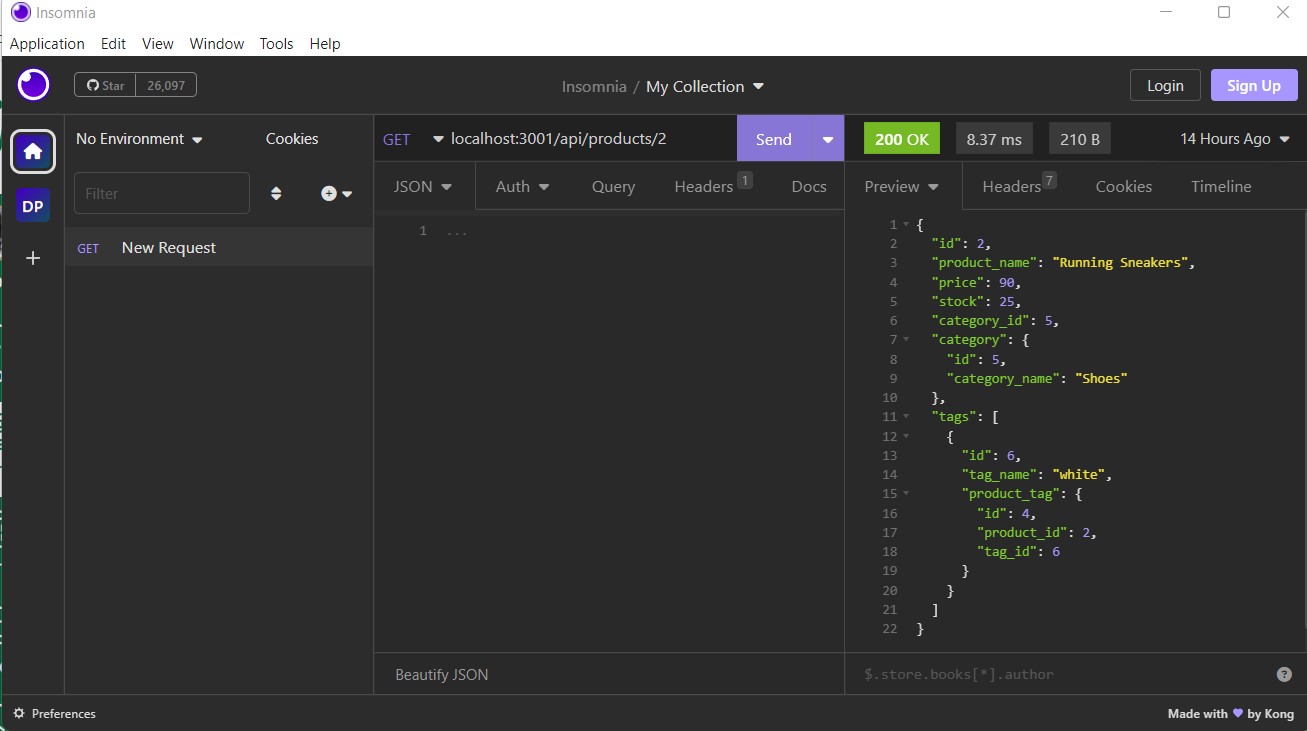 Insomnia
Application Edit View Window Tools Help
Star 26,097
Insomnia / My Collection
Login Sign Up
No Environment Cookies
GET localhost:3001/api/products/2 Send
200 OK 8.37 ms 210 B 14 Hours Ago
DP
Filter
JSON Auth Query Headers 1 Docs
Preview Headers 7 Cookies Timeline
GET New Request
1 ...
1 {
2 "id": 2,
3 "product_name": "Running Sneakers",
4 "price": 90,
5 "stock": 25,
6 "category_id": 5,
7 "category": {
8 "id": 5,
9 "category_name": "Shoes"
10 },
11 "tags": [
12 {
13 "id": 6,
14 "tag_name": "white",
15 "product_tag": {
16 "id": 4,
17 "product_id": 2,
18 "tag_id": 6
19 }
20 }
21 ]
22 }
Beautify JSON
$.store.books[*].author ?
Preferences
Made with by Kong